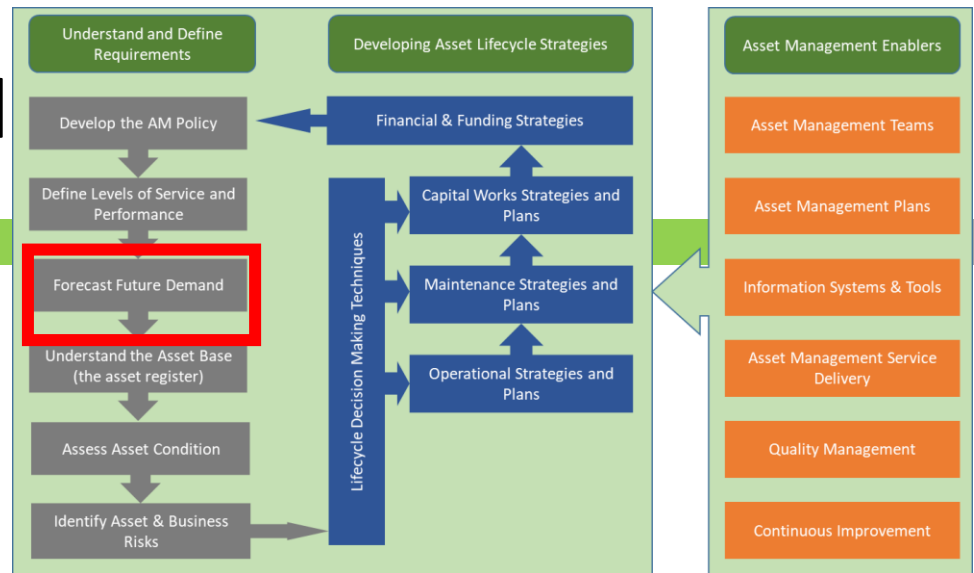 Understand and Define
Requirements
Developing Asset Lifecycle Strategies
Asset Management Enablers
Develop the AM Policy
Define Levels of Service and
Performance
Forecast Future Demand
Understand the Asset Base
(the asset register)
Assess Asset Condition
Identify Asset & Business
Risks
Lifecycle Decision Making Techniques
Financial & Funding Strategies
Capital Works Strategies and
Plans
Maintenance Strategies and
Plans
Operational Strategies and
Plans
Asset Management Teams
Asset Management Plans
Information Systems & Tools
Asset Management Service
Delivery
Quality Management
Continuous Improvement